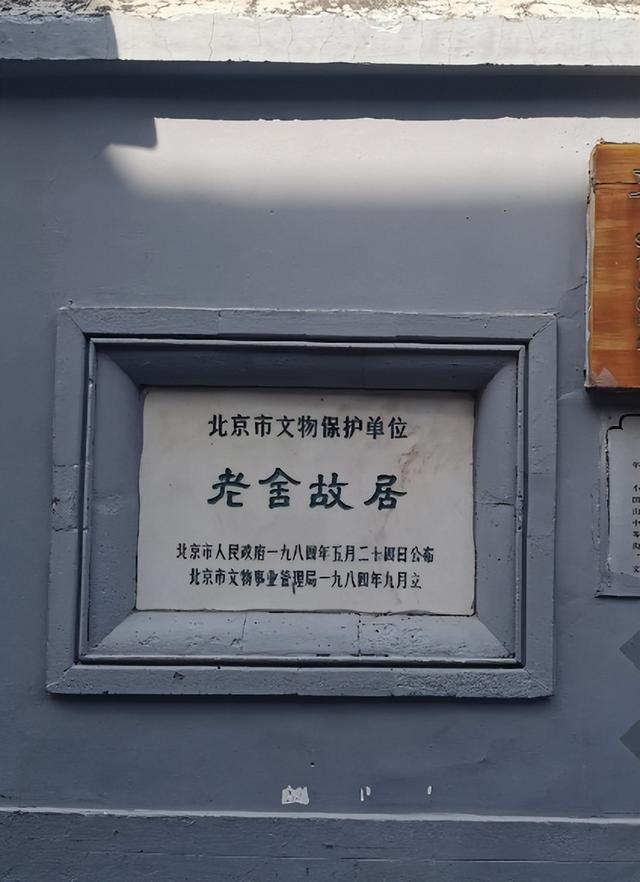 北京市文物保护单位
老舍故居
北京市人民政府一九八四年五月二十四日公布
北京市文物事业管理局一九八四年九月立